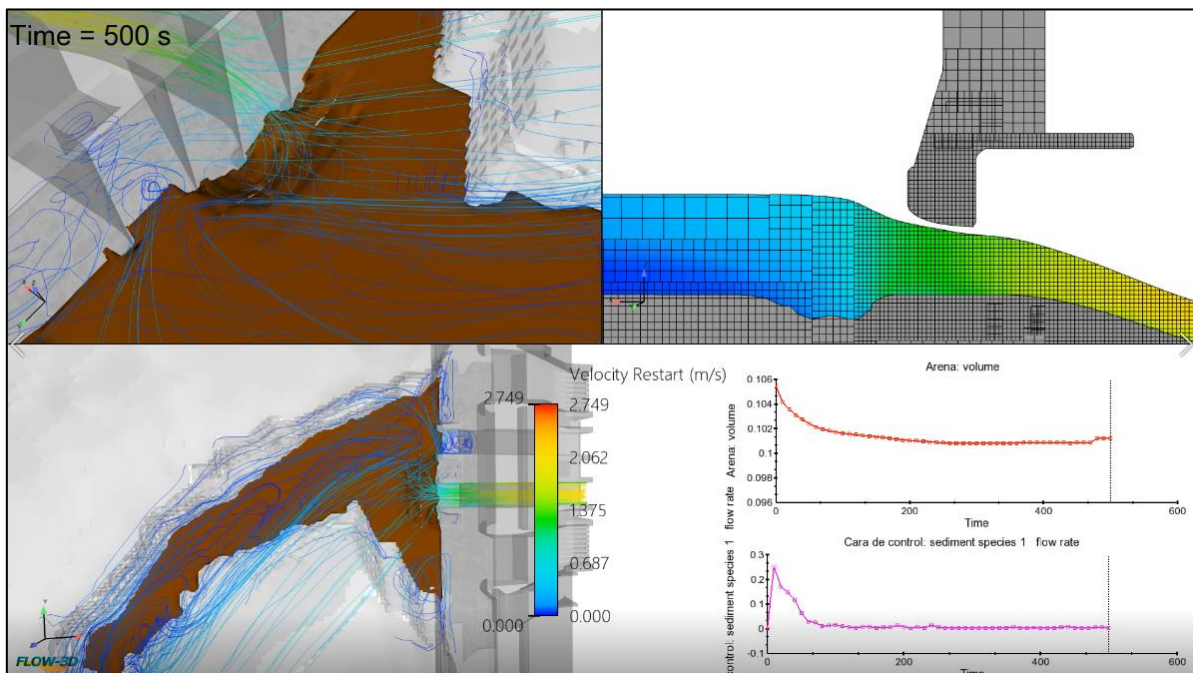 Time = 500 s
Velocity Restart (m/s)
2.749
2.749
2.062
1.375
0.687
0.000
0.000
FLOW-3D
Arena: volume
0.106
0.104
0.102
0.1
0.098
0.096
Arena: volume
0
200
400
600
Time
Cara de control: sediment species 1 flow rate
0.3
0.2
0.1
0
-0.1
control: sediment species 1 flow rate
0
200
400
600
Time